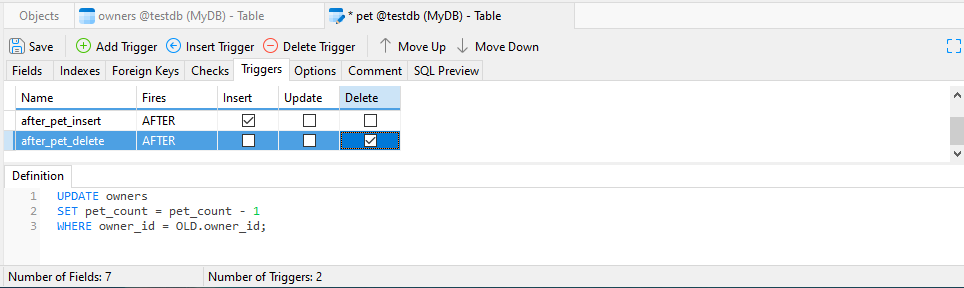 Objects owners @testdb (MyDB) - Table * pet @testdb (MyDB) - Table
Save Add Trigger Insert Trigger Delete Trigger Move Up Move Down
Fields Indexes Foreign Keys Checks Triggers Options Comment SQL Preview
Name Fires Insert Update Delete
after_pet_insert AFTER
after_pet_delete AFTER
Definition
1 UPDATE owners
2 SET pet_count = pet_count - 1
3 WHERE owner_id = OLD.owner_id;
Number of Fields: 7 Number of Triggers: 2